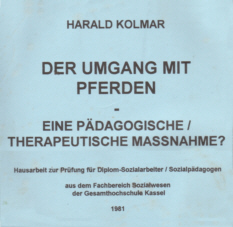 HARALD KOLMAR
DER UMGANG MIT
PFERDEN
-
EINE PÄDAGOGISCHE /
THERAPEUTISCHE MASSNAHME?
Hausarbeit zur Prüfung für Diplom-Sozialarbeiter / Sozialpädagogen
aus dem Fachbereich Sozialwesen
der Gesamthochschule Kassel
1981